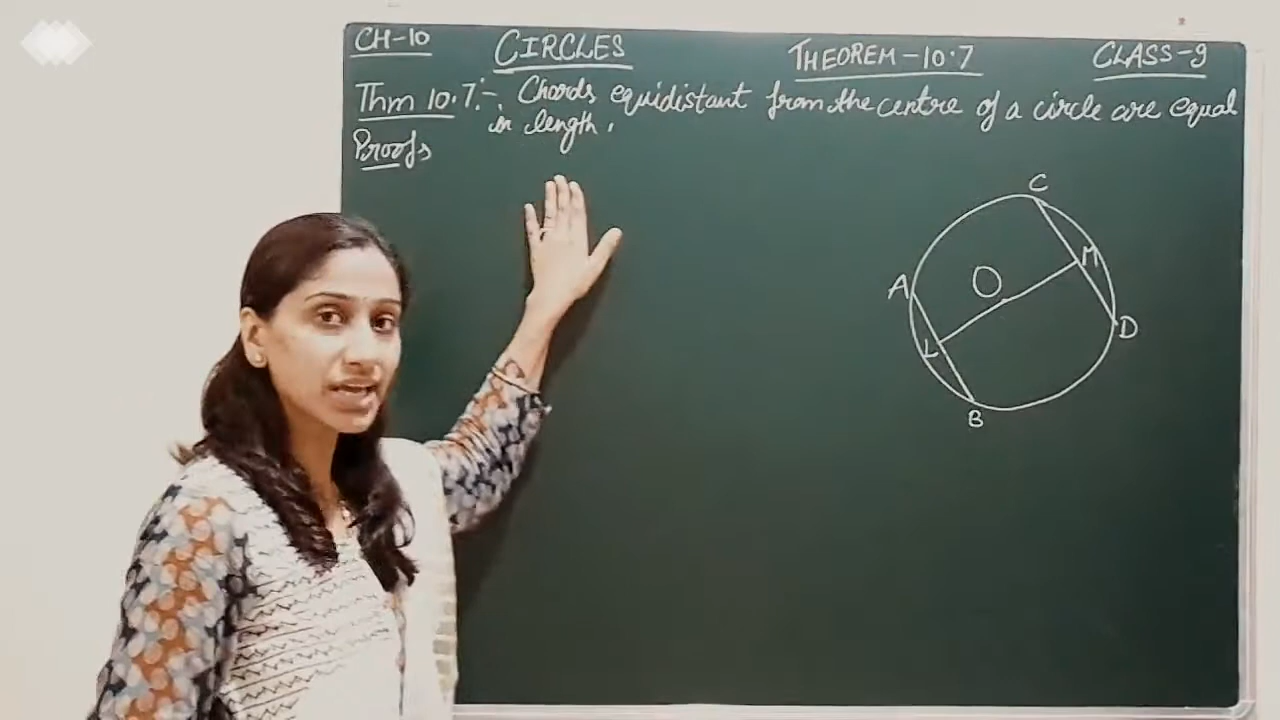 CH-10 CIRCLES THEOREM-10.7 CLASS-9
Thm 10.7:-. Chords equidistant from the centre of a circle are equal
in length.
Proofs
C
M
A
O
L
D
B